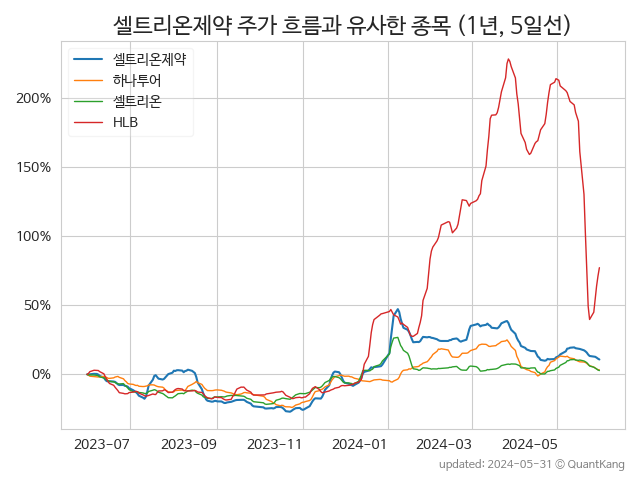 셀트리온제약 주가 흐름과 유사한 종목 (1년, 5일선)
셀트리온제약
하나투어
셀트리온
HLB
200%
150%
100%
50%
0%
2023-07 2023-09 2023-11 2024-01 2024-03 2024-05
updated: 2024-05-31 © QuantKang